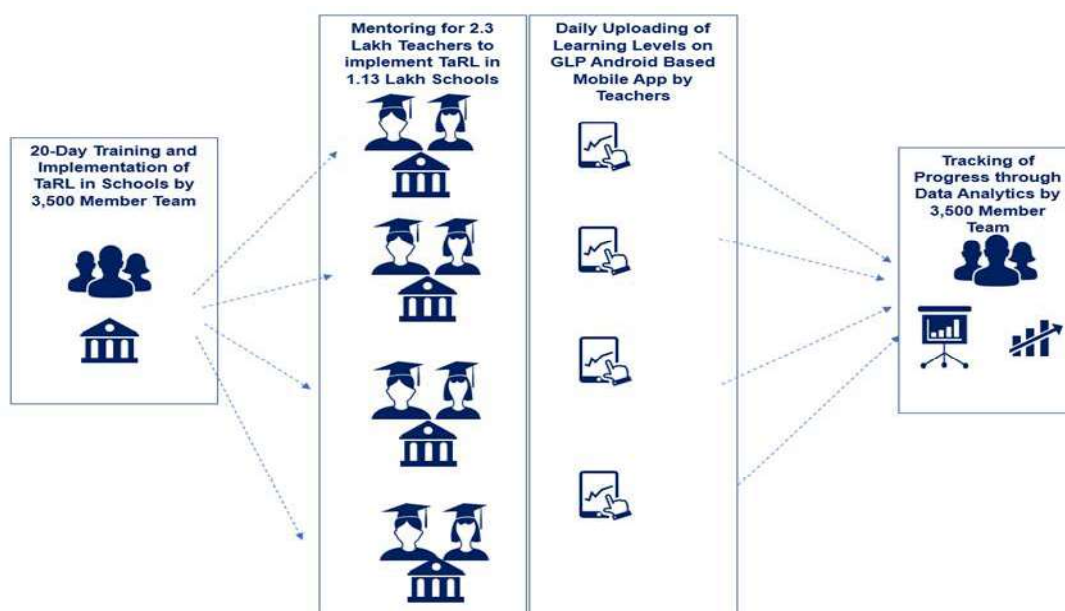 20-Day Training and
Implementation of
TaRL in Schools by
3,500 Member Team
Mentoring for 2.3
Lakh Teachers to
implement TaRL in
1.13 Lakh Schools
Daily Uploading of
Learning Levels on
GLP Android Based
Mobile App by
Teachers
Tracking of
Progress through
Data Analytics by
3,500 Member
Team